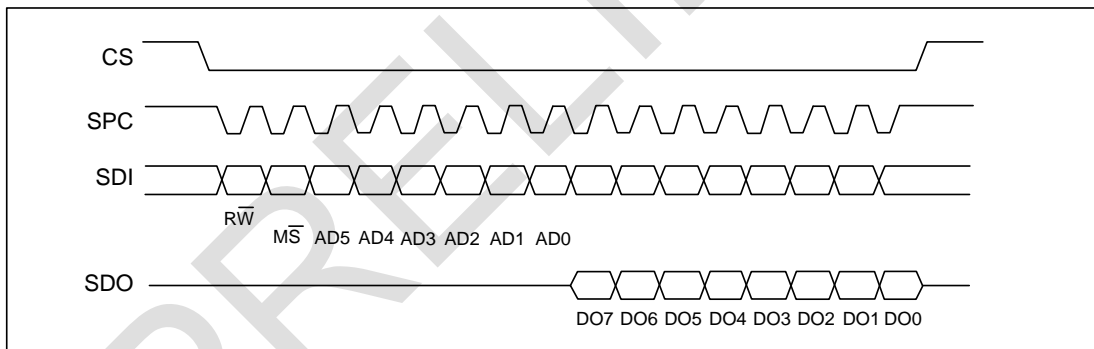 CS
SPC
SDI
RW̅
MS̅ AD5 AD4 AD3 AD2 AD1 AD0
SDO
DO7 DO6 DO5 DO4 DO3 DO2 DO1 DO0